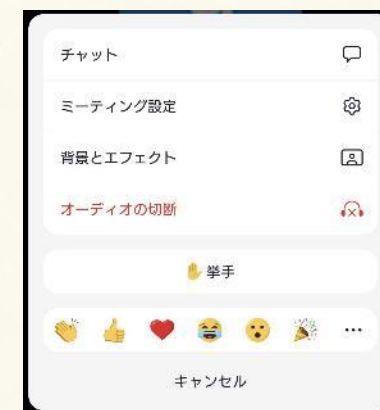 チャット
ミーティング設定
背景とエフェクト
オーディオの切断
挙手
キャンセル